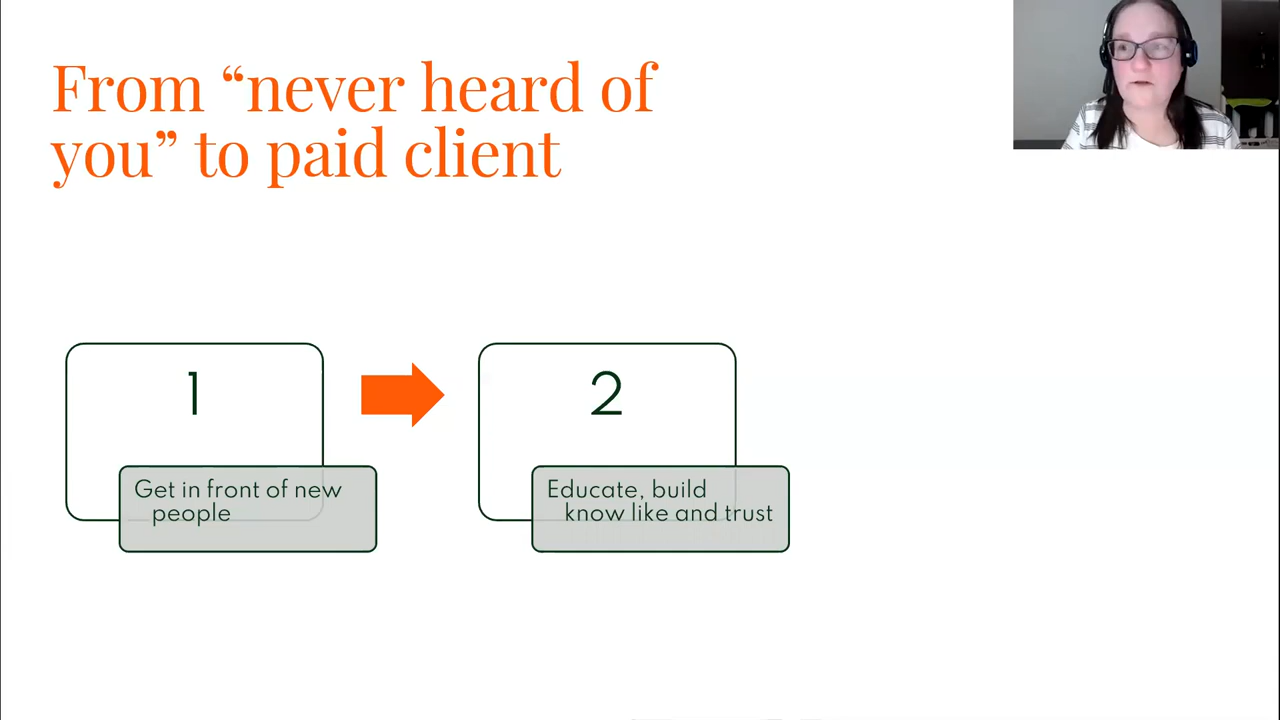 From “never heard of
you” to paid client
1
Get in front of new
people
2
Educate, build
know like and trust